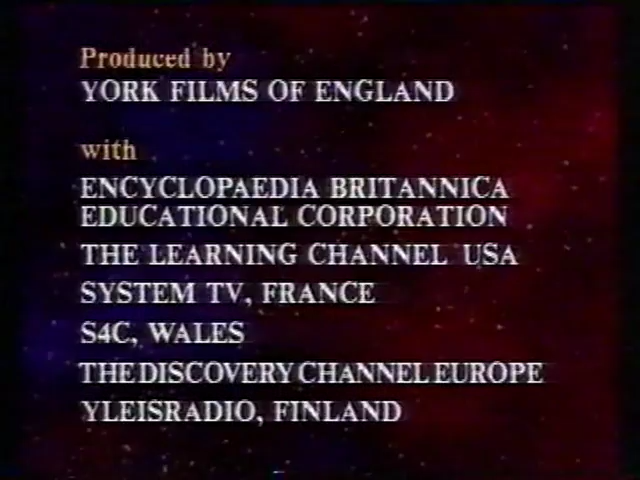 Produced by
YORK FILMS OF ENGLAND
with
ENCYCLOPAEDIA BRITANNICA
EDUCATIONAL CORPORATION
THE LEARNING CHANNEL USA
SYSTEM TV, FRANCE
S4C, WALES
THE DISCOVERY CHANNEL EUROPE
YLEISRADIO, FINLAND